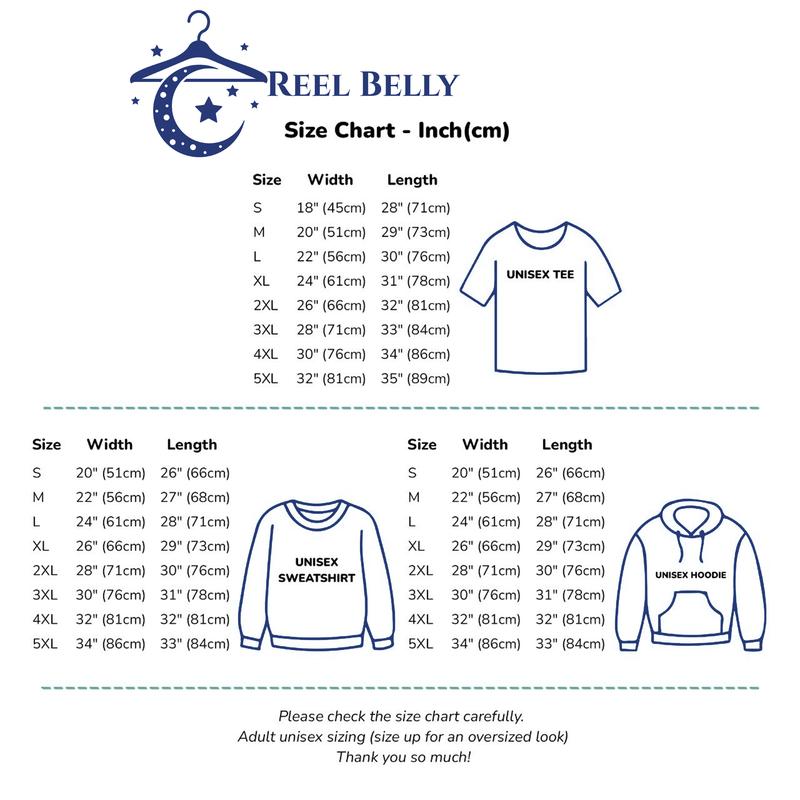 REEL BELLY
Size Chart - Inch(cm)
Size Width Length
S 18" (45cm) 28" (71cm)
M 20" (51cm) 29" (73cm)
L 22" (56cm) 30" (76cm)
XL 24" (61cm) 31" (78cm)
2XL 26" (66cm) 32" (81cm)
3XL 28" (71cm) 33" (84cm)
4XL 30" (76cm) 34" (86cm)
5XL 32" (81cm) 35" (89cm)
UNISEX TEE
Size Width Length
S 20" (51cm) 26" (66cm)
M 22" (56cm) 27" (68cm)
L 24" (61cm) 28" (71cm)
XL 26" (66cm) 29" (73cm)
2XL 28" (71cm) 30" (76cm)
3XL 30" (76cm) 31" (78cm)
4XL 32" (81cm) 32" (81cm)
5XL 34" (86cm) 33" (84cm)
UNISEX
SWEATSHIRT
Size Width Length
S 20" (51cm) 26" (66cm)
M 22" (56cm) 27" (68cm)
L 24" (61cm) 28" (71cm)
XL 26" (66cm) 29" (73cm)
2XL 28" (71cm) 30" (76cm)
3XL 30" (76cm) 31" (78cm)
4XL 32" (81cm) 32" (81cm)
5XL 34" (86cm) 33" (84cm)
UNISEX HOODIE
Please check the size chart carefully.
Adult unisex sizing (size up for an oversized look)
Thank you so much!